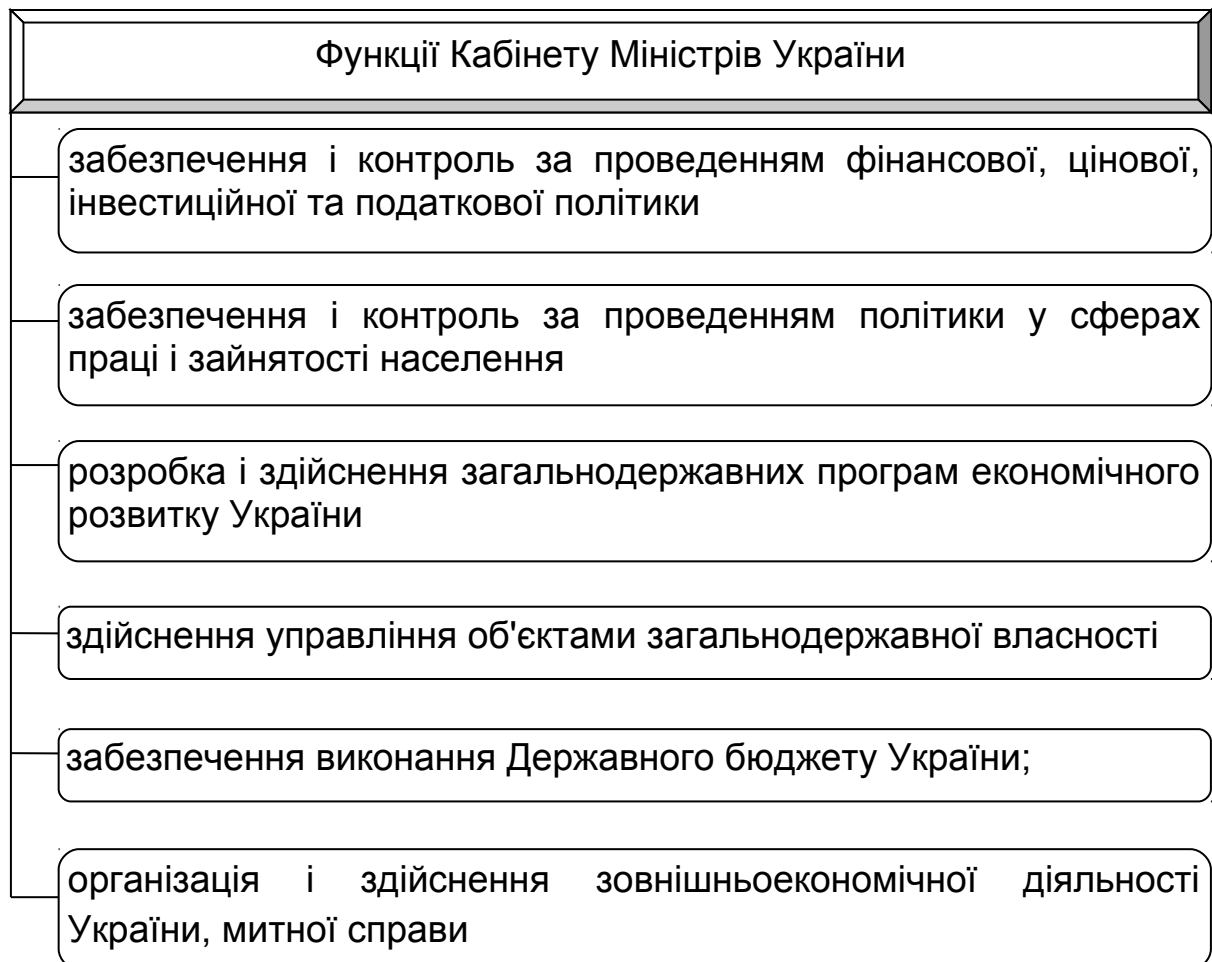 Функції Кабінету Міністрів України
забезпечення і контроль за проведенням фінансової, цінової,
інвестиційної та податкової політики
забезпечення і контроль за проведенням політики у сферах
праці і зайнятості населення
розробка і здійснення загальнодержавних програм економічного
розвитку України
здійснення управління об'єктами загальнодержавної власності
забезпечення виконання Державного бюджету України;
організація і здійснення зовнішньоекономічної діяльності
України, митної справи